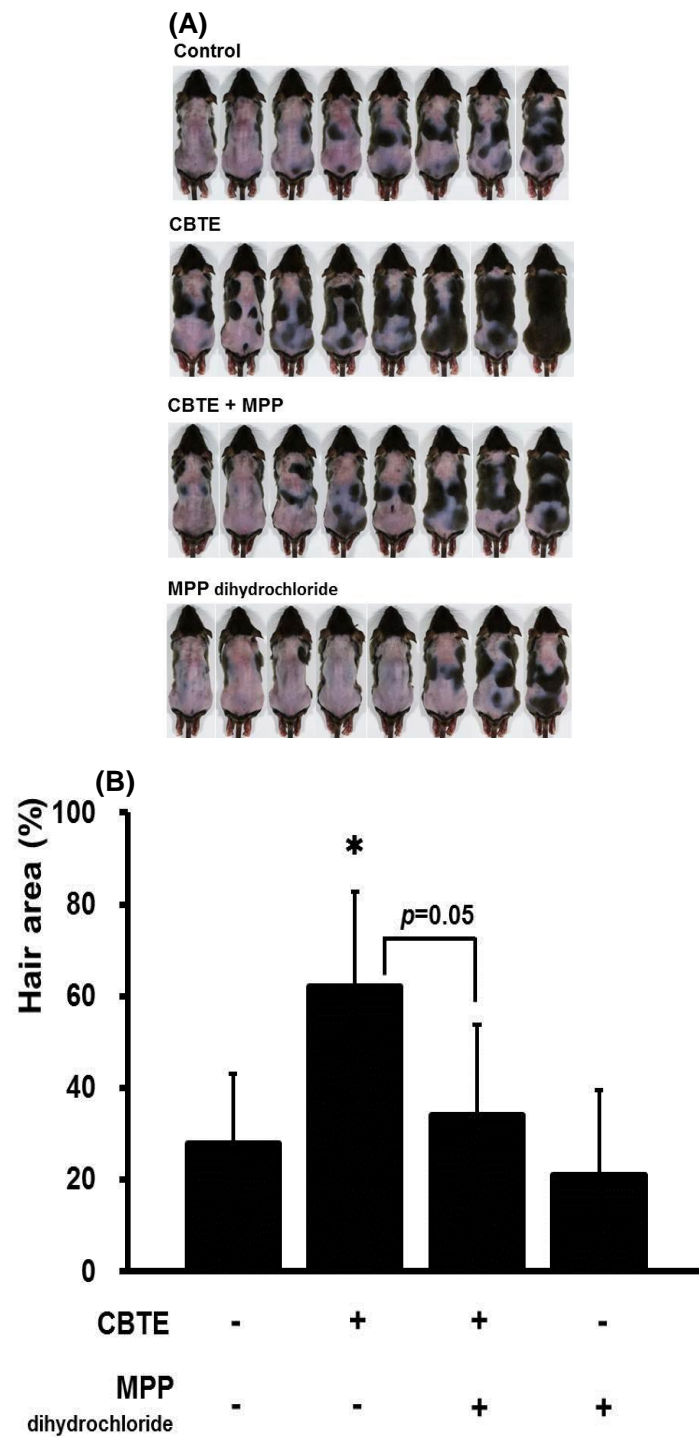 (A)
Control
CBTE
CBTE + MPP
MPP dihydrochloride
(B)
Hair area (%)
100
80
60
40
20
0
*
p=0.05
CBTE - + + -
MPP
dihydrochloride - - + +